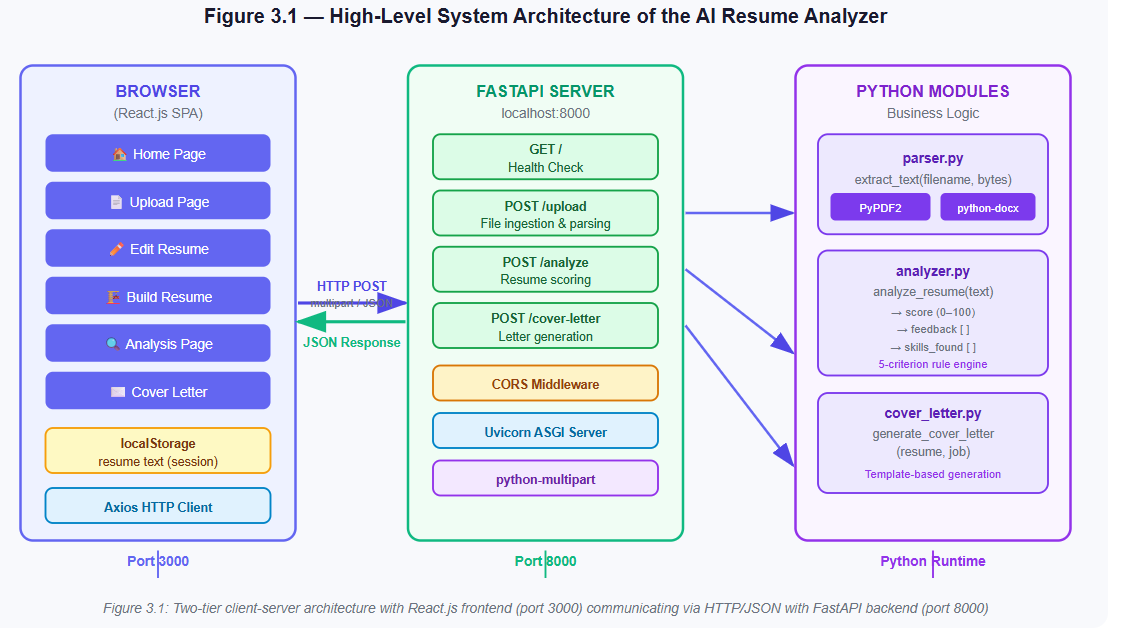 Figure 3.1 — High-Level System Architecture of the AI Resume Analyzer
BROWSER
(React.js SPA)
Home Page
Upload Page
Edit Resume
Build Resume
Analysis Page
Cover Letter
localStorage
resume text (session)
Axios HTTP Client
Port 3000
HTTP POST
multipart / JSON
JSON Response
FASTAPI SERVER
localhost:8000
GET /
Health Check
POST /upload
File ingestion & parsing
POST /analyze
Resume scoring
POST /cover-letter
Letter generation
CORS Middleware
Uvicorn ASGI Server
python-multipart
Port 8000
PYTHON MODULES
Business Logic
parser.py
extract_text(filename, bytes)
PyPDF2
python-docx
analyzer.py
analyze_resume(text)
→ score (0–100)
→ feedback [ ]
→ skills_found [ ]
5-criterion rule engine
cover_letter.py
generate_cover_letter
(resume, job)
Template-based generation
Python Runtime
Figure 3.1: Two-tier client-server architecture with React.js frontend (port 3000) communicating via HTTP/JSON with FastAPI backend (port 8000)